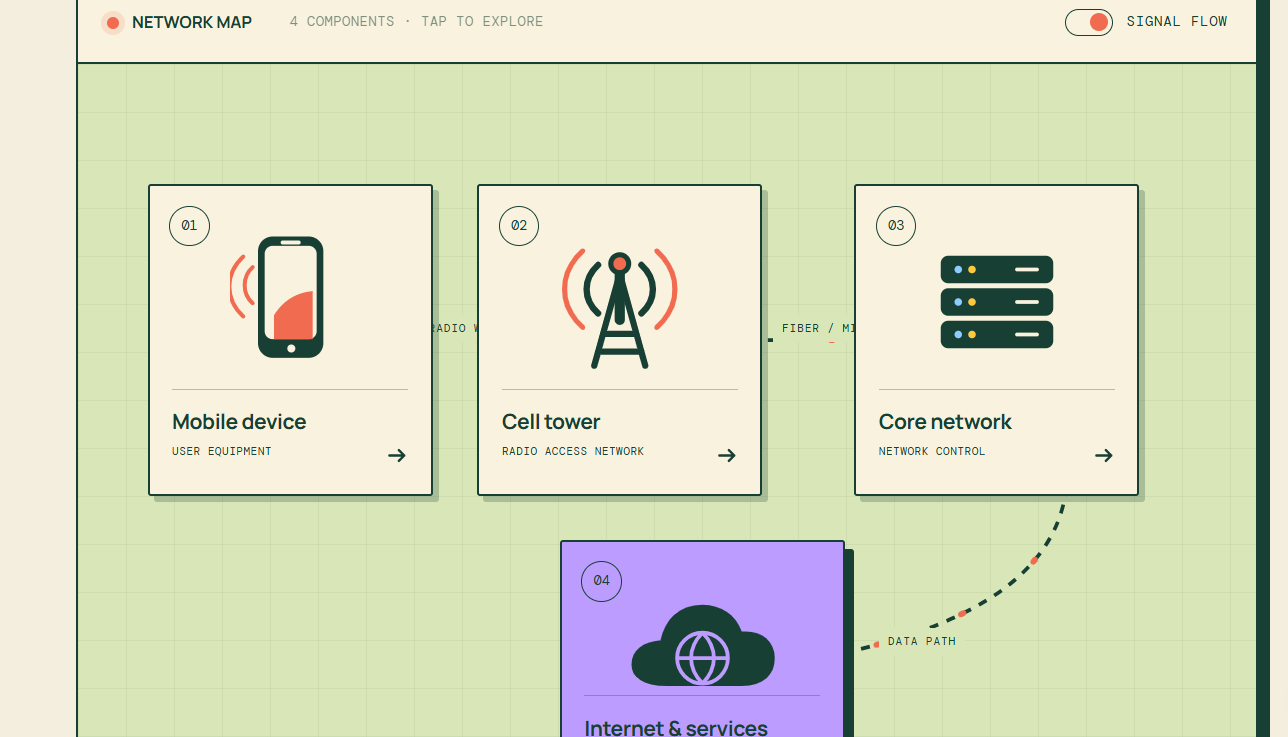 NETWORK MAP
4 COMPONENTS · TAP TO EXPLORE
SIGNAL FLOW
01
02
03
RADIO
FIBER /
Mobile device
USER EQUIPMENT
Cell tower
RADIO ACCESS NETWORK
Core network
NETWORK CONTROL
04
DATA PATH
Internet & services